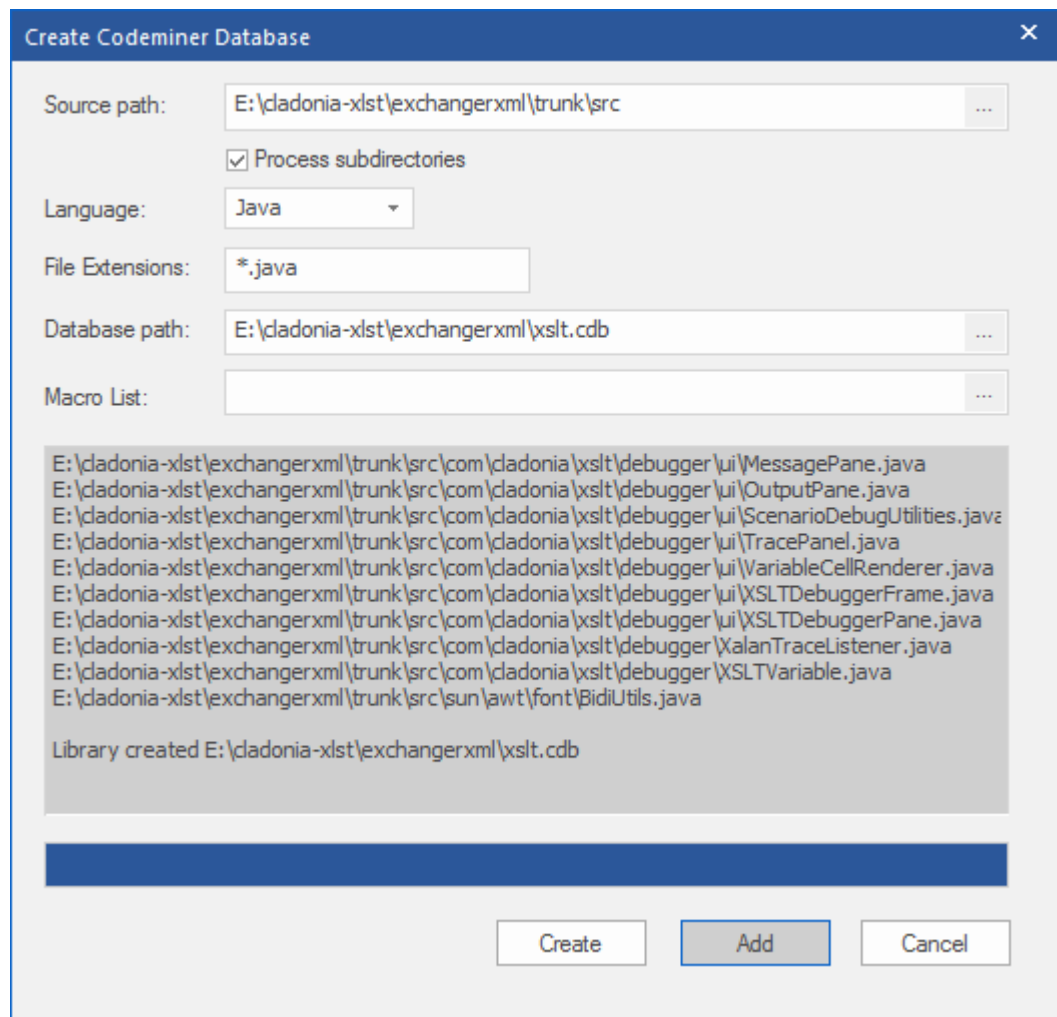 Create Codeminer Database
Source path: E:\cladonia-xlst\exchangerxml\trunk\src ...
Process subdirectories
Language: Java
File Extensions: *.java
Database path: E:\cladonia-xlst\exchangerxml\xslt.cdb ...
Macro List: ...
E:\cladonia-xlst\exchangerxml\trunk\src\com\cladonia\xslt\debugger\ui\MessagePane.java
E:\cladonia-xlst\exchangerxml\trunk\src\com\cladonia\xslt\debugger\ui\OutputPane.java
E:\cladonia-xlst\exchangerxml\trunk\src\com\cladonia\xslt\debugger\ui\ScenarioDebugUtilities.java
E:\cladonia-xlst\exchangerxml\trunk\src\com\cladonia\xslt\debugger\ui\TracePanel.java
E:\cladonia-xlst\exchangerxml\trunk\src\com\cladonia\xslt\debugger\ui\VariableCellRenderer.java
E:\cladonia-xlst\exchangerxml\trunk\src\com\cladonia\xslt\debugger\ui\XSLTDebuggerFrame.java
E:\cladonia-xlst\exchangerxml\trunk\src\com\cladonia\xslt\debugger\ui\XSLTDebuggerPane.java
E:\cladonia-xlst\exchangerxml\trunk\src\com\cladonia\xslt\debugger\XalanTraceListener.java
E:\cladonia-xlst\exchangerxml\trunk\src\com\cladonia\xslt\debugger\XSLTVariable.java
E:\cladonia-xlst\exchangerxml\trunk\src\sun\awt\font\BidiUtils.java
Library created E:\cladonia-xlst\exchangerxml\xslt.cdb
Create Add Cancel